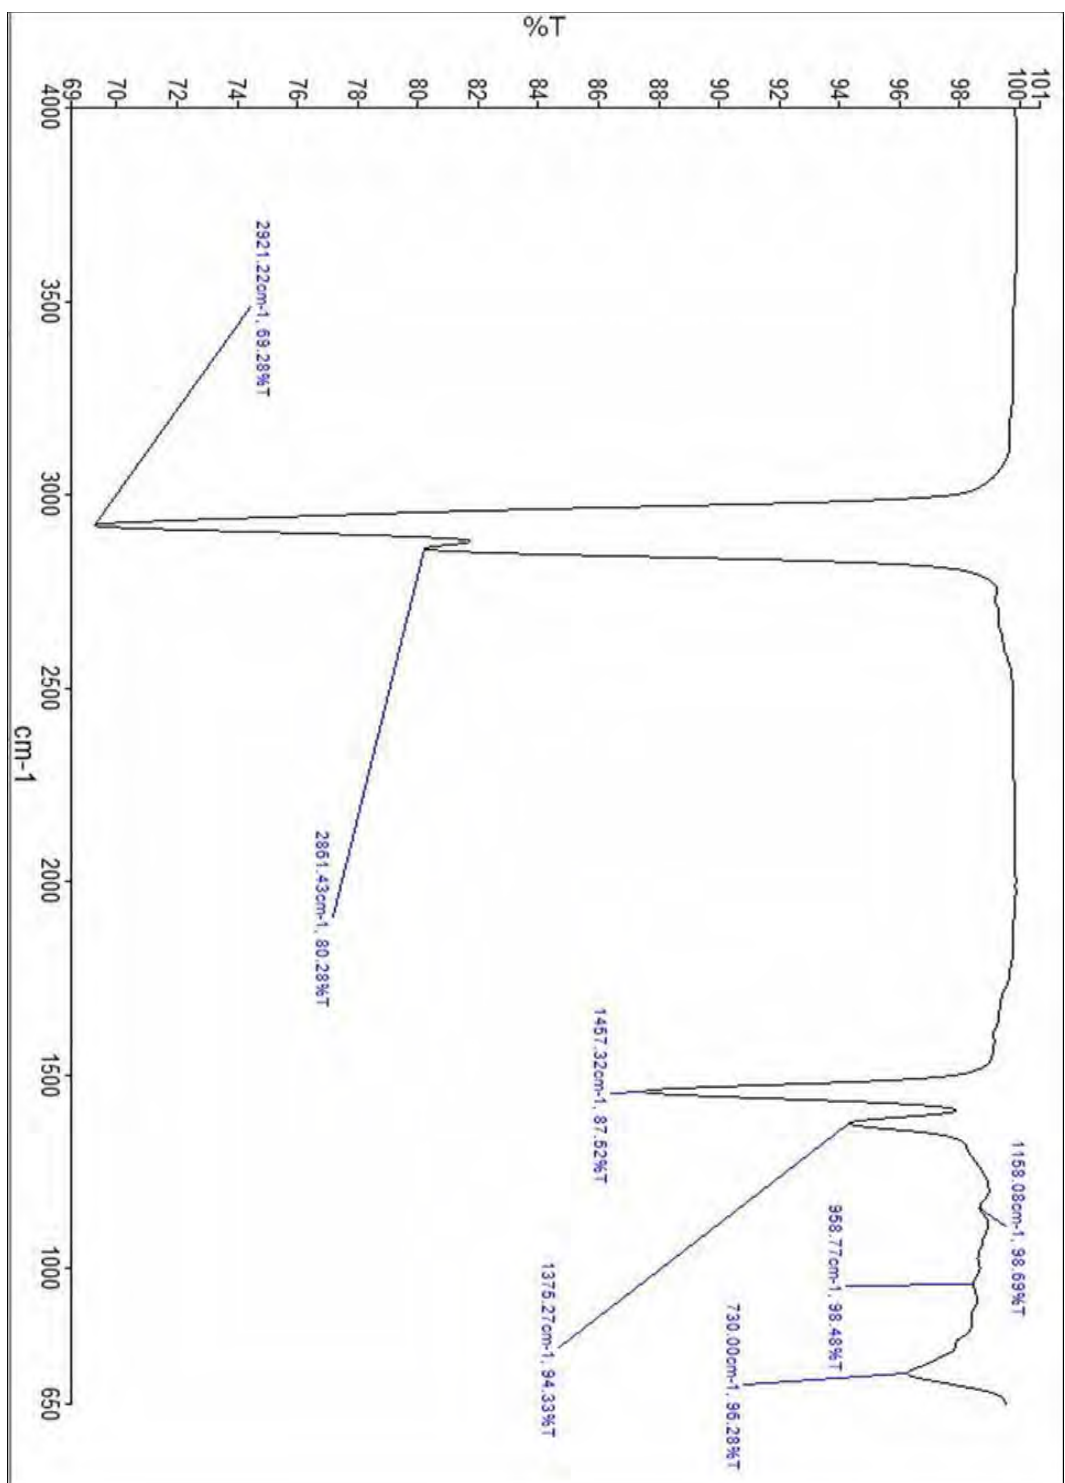 %T
101
100
98
96
94
92
90
88
86
84
82
80
78
76
74
72
70
69
1158.08cm-1, 98.69%T
958.77cm-1, 98.48%T
730.00cm-1, 96.28%T
1457.32cm-1, 87.52%T
1375.27cm-1, 94.33%T
2861.43cm-1, 80.28%T
2921.22cm-1, 69.28%T
4000 3500 3000 2500 2000 1500 1000 650
cm-1